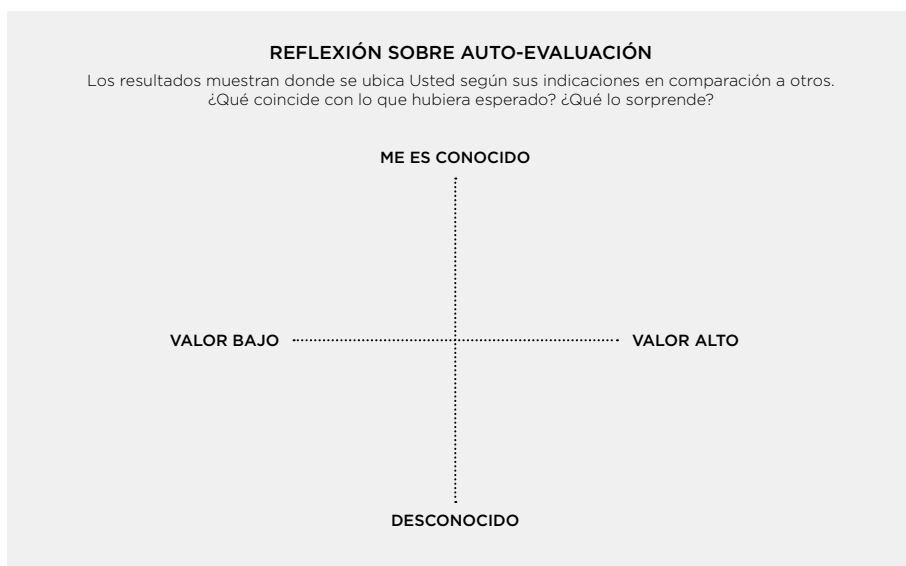 REFLEXIÓN SOBRE AUTO-EVALUACIÓN
Los resultados muestran donde se ubica Usted según sus indicaciones en comparación a otros.
¿Qué coincide con lo que hubiera esperado? ¿Qué lo sorprende?
ME ES CONOCIDO
VALOR BAJO
VALOR ALTO
DESCONOCIDO